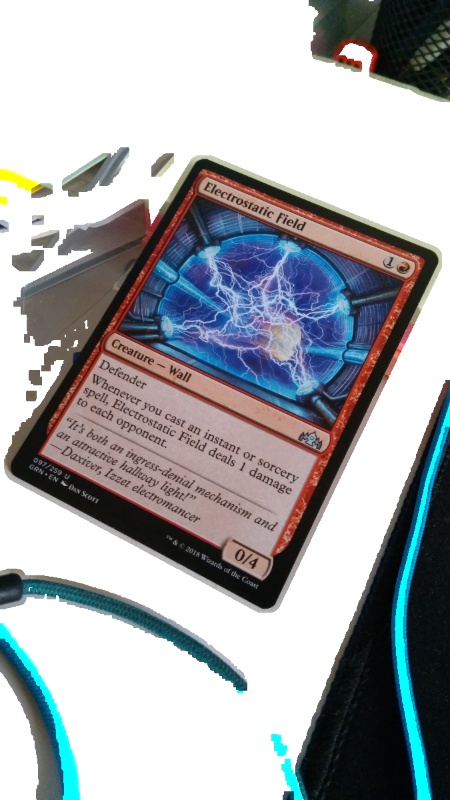 Electrostatic Field
1
Creature — Wall
Defender
Whenever you cast an instant or sorcery
spell, Electrostatic Field deals 1 damage
to each opponent.
"It's both an ingress-denial mechanism and
an attractive hallway light!"
—Daxiver, Izzet electromancer
0/4
097/259 U
GRN • EN Dan Scott
™ & © 2018 Wizards of the Coast